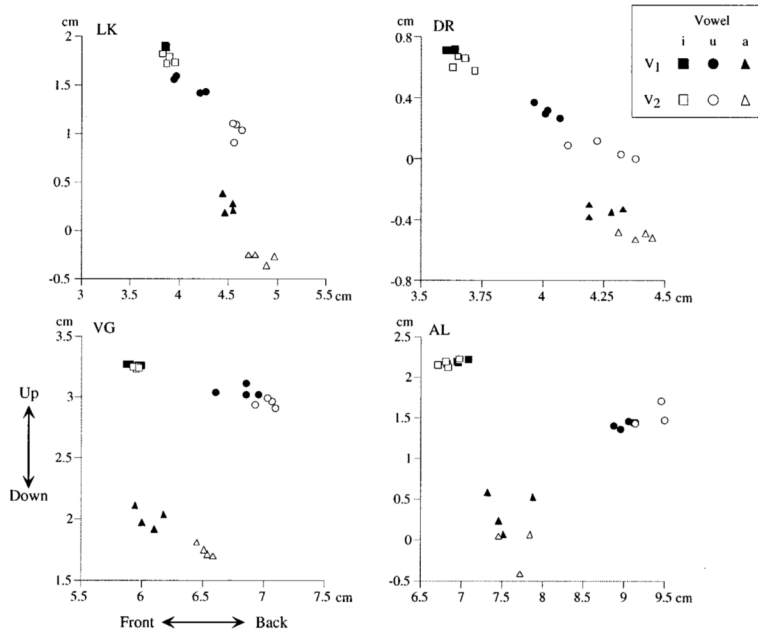 cm LK
2
1.5
1
0.5
0
-0.5
3 3.5 4 4.5 5 5.5 cm
cm DR
0.8
0.4
0
-0.4
-0.8
3.5 3.75 4 4.25 4.5 cm
Vowel
i u a
V1
V2
cm VG
3.5
3
2.5
2
1.5
5.5 6 6.5 7 7.5 cm
Up
Down
Front Back
cm AL
2.5
2
1.5
1
0.5
0
-0.5
6.5 7 7.5 8 8.5 9 9.5 cm